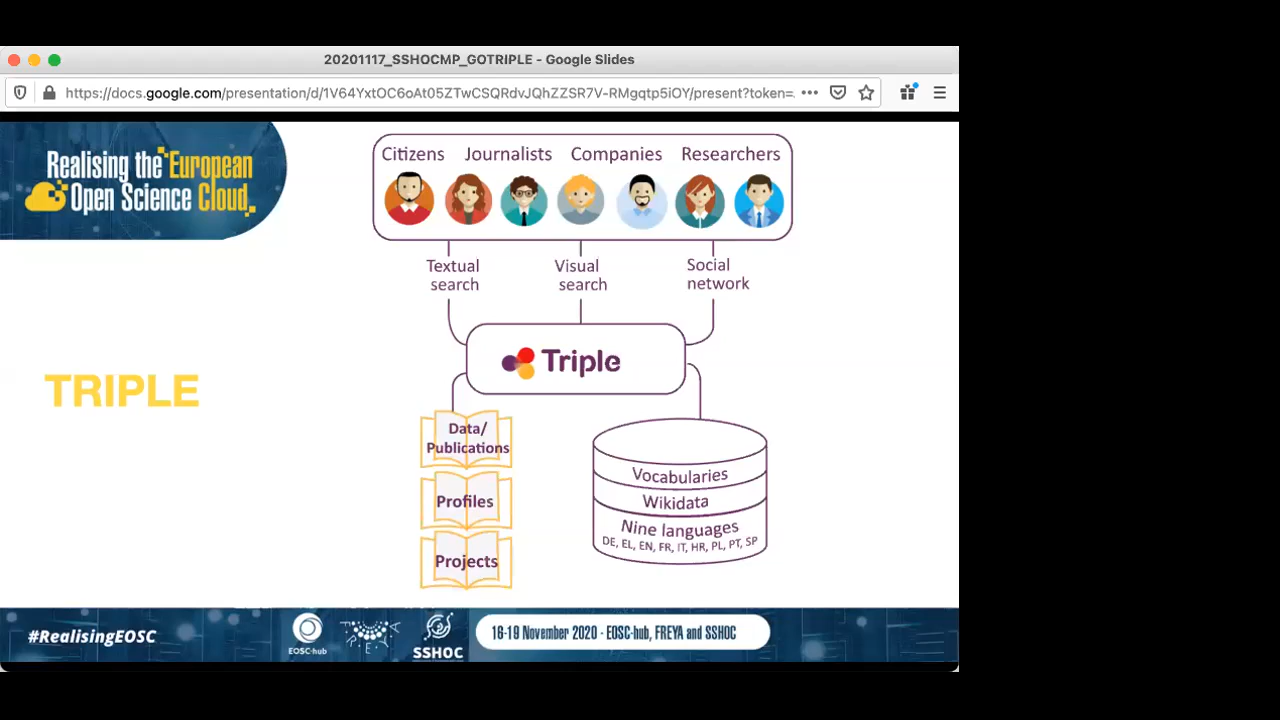 20201117_SSHOCMP_GOTRIPLE - Google Slides
https://docs.google.com/presentation/d/1V64YxtOC6oAt05ZTwCSQRdvJQhZZSR7V-RMgqtp5iOY/present?token=
Realising the European
Open Science Cloud
Citizens Journalists Companies Researchers
Textual
search
Visual
search
Social
network
Triple
TRIPLE
Data/
Publications
Profiles
Projects
Vocabularies
Wikidata
Nine languages
DE, EL, EN, FR, IT, HR, PL, PT, SP
#RealisingEOSC
EOSC-hub
SSHOC
16-19 November 2020 - EOSC-hub, FREYA and SSHOC